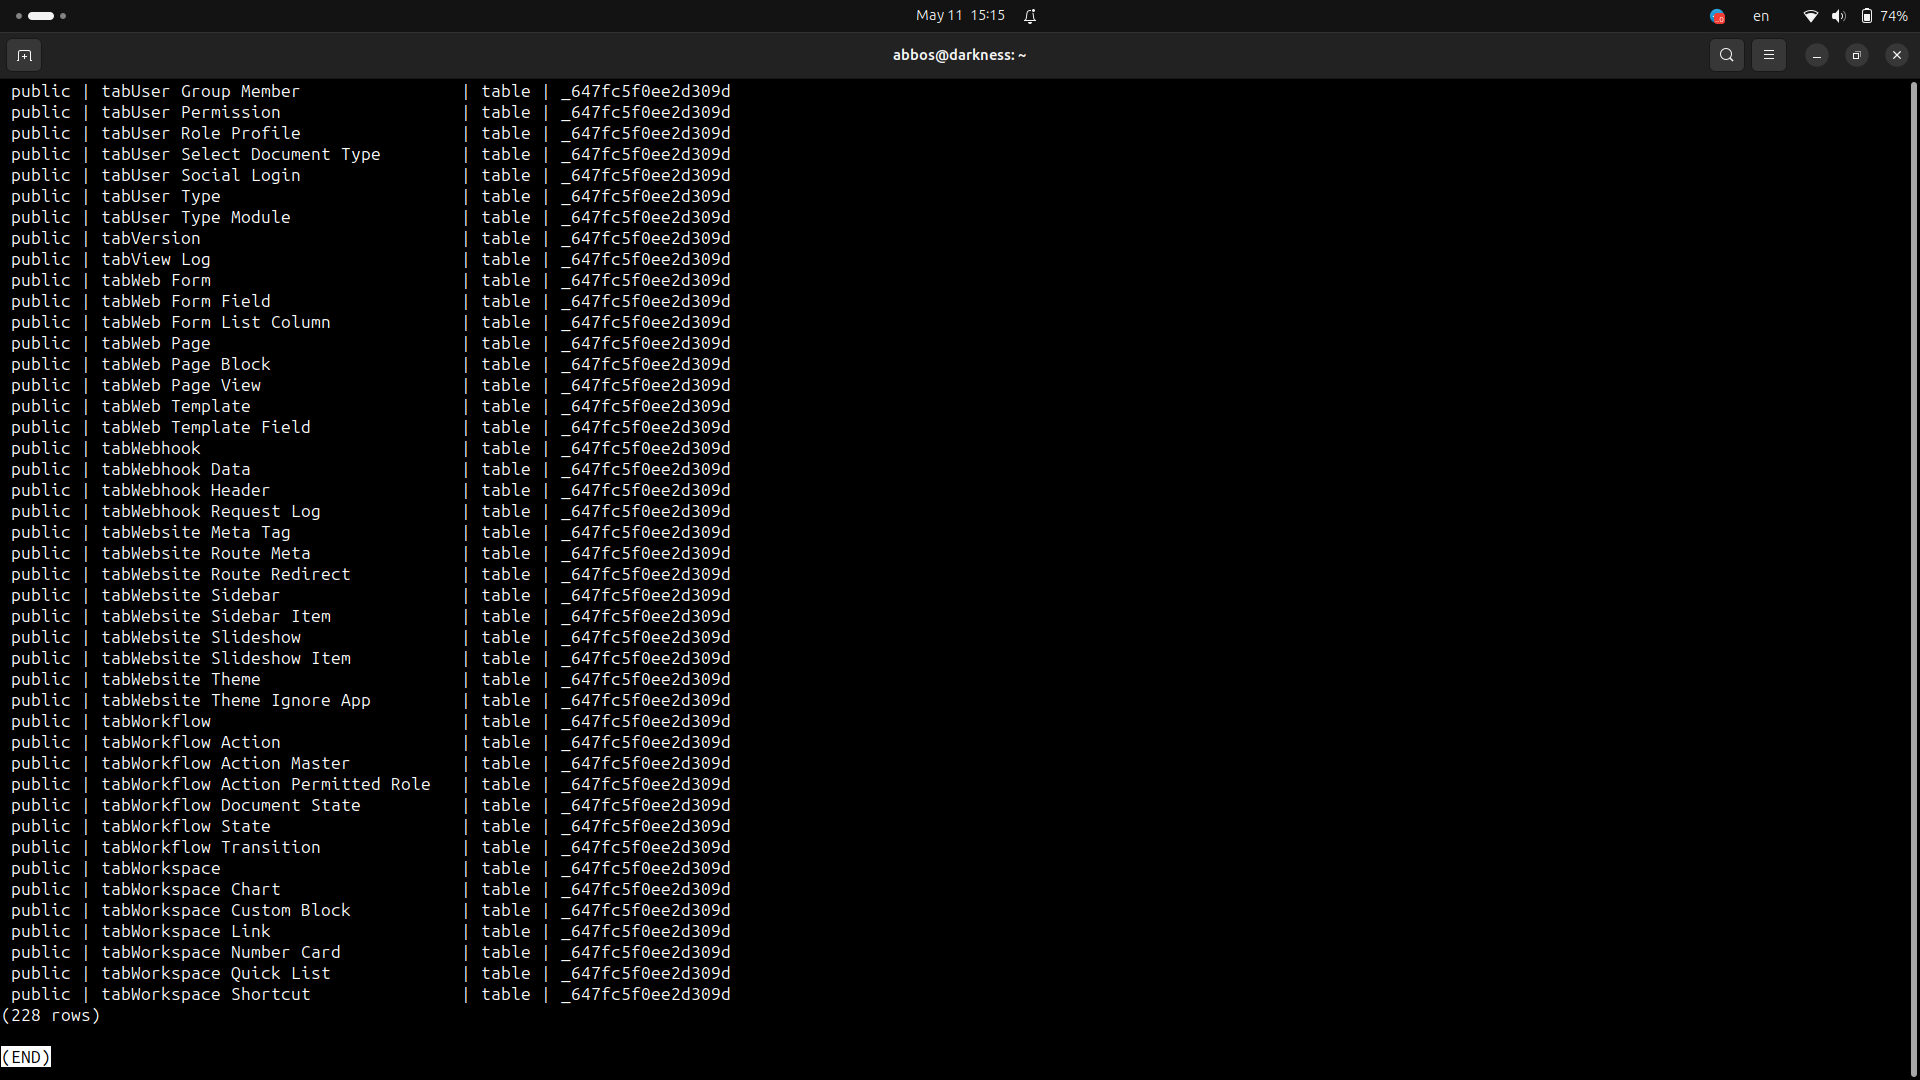 May 11 15:15
en
74%
abbos@darkness: ~
public | tabUser Group Member | table | _647fc5f0ee2d309d
public | tabUser Permission | table | _647fc5f0ee2d309d
public | tabUser Role Profile | table | _647fc5f0ee2d309d
public | tabUser Select Document Type | table | _647fc5f0ee2d309d
public | tabUser Social Login | table | _647fc5f0ee2d309d
public | tabUser Type | table | _647fc5f0ee2d309d
public | tabUser Type Module | table | _647fc5f0ee2d309d
public | tabVersion | table | _647fc5f0ee2d309d
public | tabView Log | table | _647fc5f0ee2d309d
public | tabWeb Form | table | _647fc5f0ee2d309d
public | tabWeb Form Field | table | _647fc5f0ee2d309d
public | tabWeb Form List Column | table | _647fc5f0ee2d309d
public | tabWeb Page | table | _647fc5f0ee2d309d
public | tabWeb Page Block | table | _647fc5f0ee2d309d
public | tabWeb Page View | table | _647fc5f0ee2d309d
public | tabWeb Template | table | _647fc5f0ee2d309d
public | tabWeb Template Field | table | _647fc5f0ee2d309d
public | tabWebhook | table | _647fc5f0ee2d309d
public | tabWebhook Data | table | _647fc5f0ee2d309d
public | tabWebhook Header | table | _647fc5f0ee2d309d
public | tabWebhook Request Log | table | _647fc5f0ee2d309d
public | tabWebsite Meta Tag | table | _647fc5f0ee2d309d
public | tabWebsite Route Meta | table | _647fc5f0ee2d309d
public | tabWebsite Route Redirect | table | _647fc5f0ee2d309d
public | tabWebsite Sidebar | table | _647fc5f0ee2d309d
public | tabWebsite Sidebar Item | table | _647fc5f0ee2d309d
public | tabWebsite Slideshow | table | _647fc5f0ee2d309d
public | tabWebsite Slideshow Item | table | _647fc5f0ee2d309d
public | tabWebsite Theme | table | _647fc5f0ee2d309d
public | tabWebsite Theme Ignore App | table | _647fc5f0ee2d309d
public | tabWorkflow | table | _647fc5f0ee2d309d
public | tabWorkflow Action | table | _647fc5f0ee2d309d
public | tabWorkflow Action Master | table | _647fc5f0ee2d309d
public | tabWorkflow Action Permitted Role | table | _647fc5f0ee2d309d
public | tabWorkflow Document State | table | _647fc5f0ee2d309d
public | tabWorkflow State | table | _647fc5f0ee2d309d
public | tabWorkflow Transition | table | _647fc5f0ee2d309d
public | tabWorkspace | table | _647fc5f0ee2d309d
public | tabWorkspace Chart | table | _647fc5f0ee2d309d
public | tabWorkspace Custom Block | table | _647fc5f0ee2d309d
public | tabWorkspace Link | table | _647fc5f0ee2d309d
public | tabWorkspace Number Card | table | _647fc5f0ee2d309d
public | tabWorkspace Quick List | table | _647fc5f0ee2d309d
public | tabWorkspace Shortcut | table | _647fc5f0ee2d309d
(228 rows)
(END)